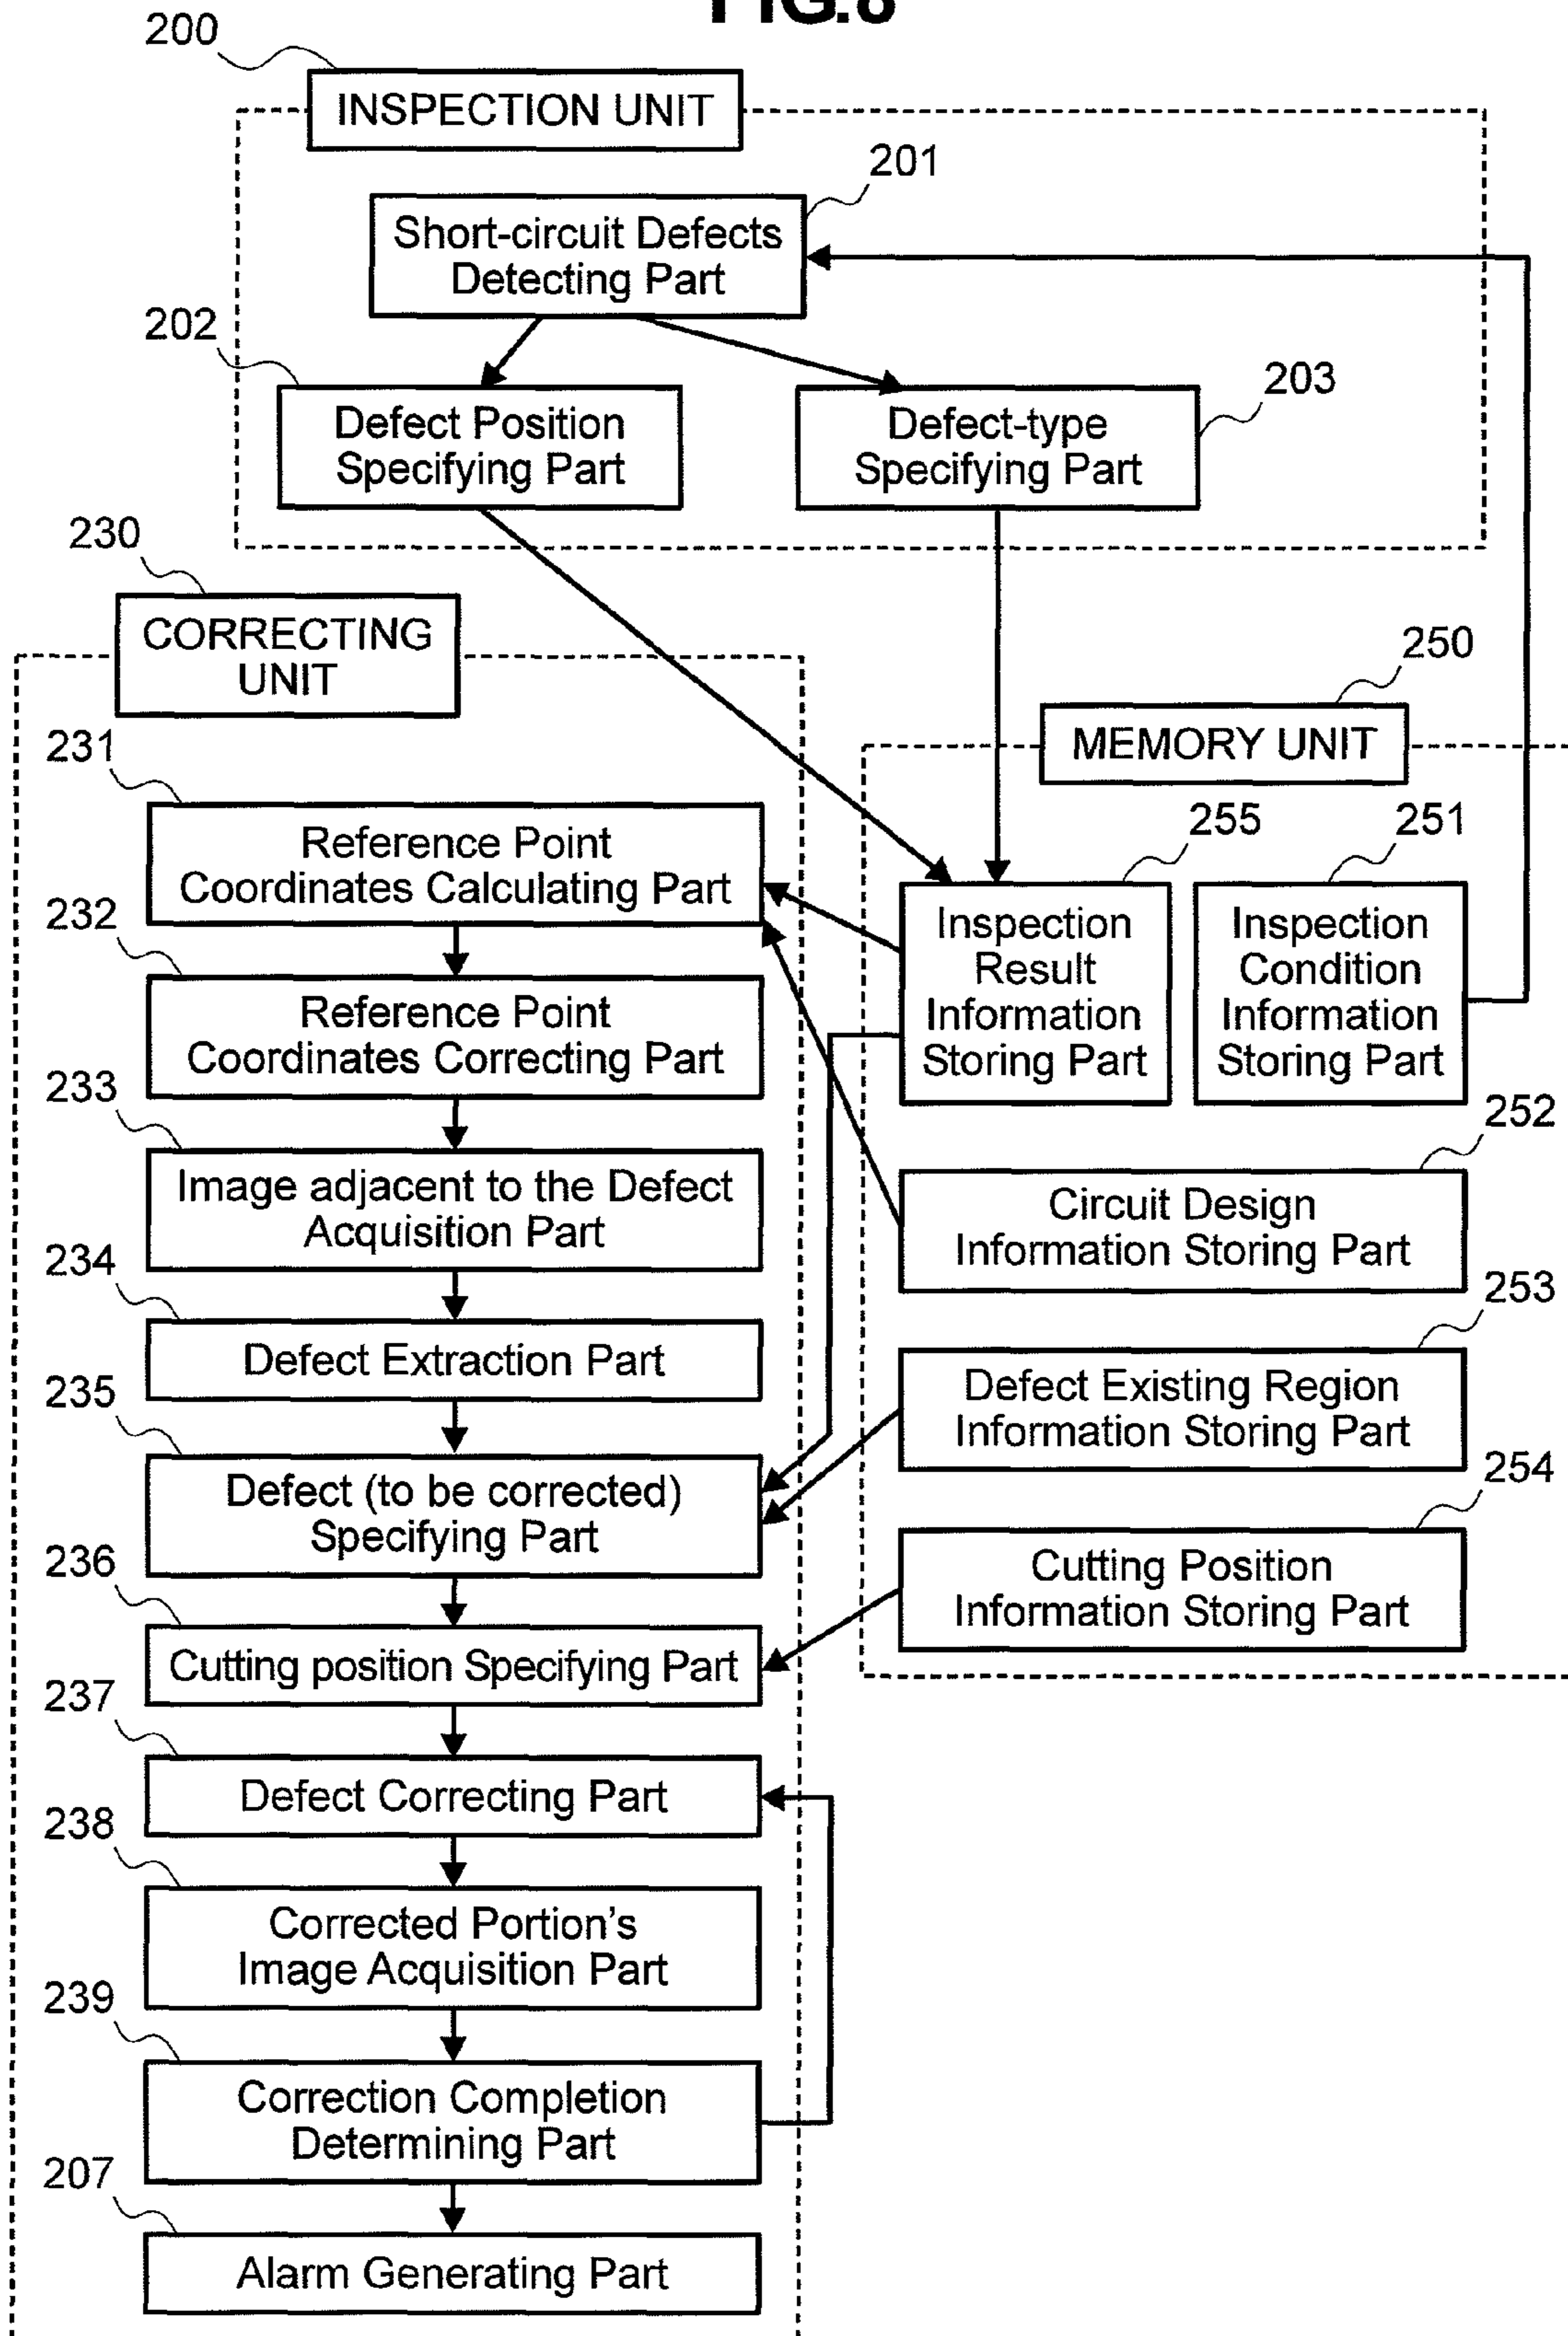 FIG.8
200
INSPECTION UNIT
201
Short-circuit Defects
Detecting Part
202
Defect Position
Specifying Part
203
Defect-type
Specifying Part
230
CORRECTING
UNIT
250
MEMORY UNIT
231
Reference Point
Coordinates Calculating Part
255
Inspection
Result
Information
Storing Part
251
Inspection
Condition
Information
Storing Part
232
Reference Point
Coordinates Correcting Part
233
Image adjacent to the Defect
Acquisition Part
252
Circuit Design
Information Storing Part
234
Defect Extraction Part
253
Defect Existing Region
Information Storing Part
235
Defect (to be corrected)
Specifying Part
254
Cutting Position
Information Storing Part
236
Cutting position Specifying Part
237
Defect Correcting Part
238
Corrected Portion's
Image Acquisition Part
239
Correction Completion
Determining Part
207
Alarm Generating Part